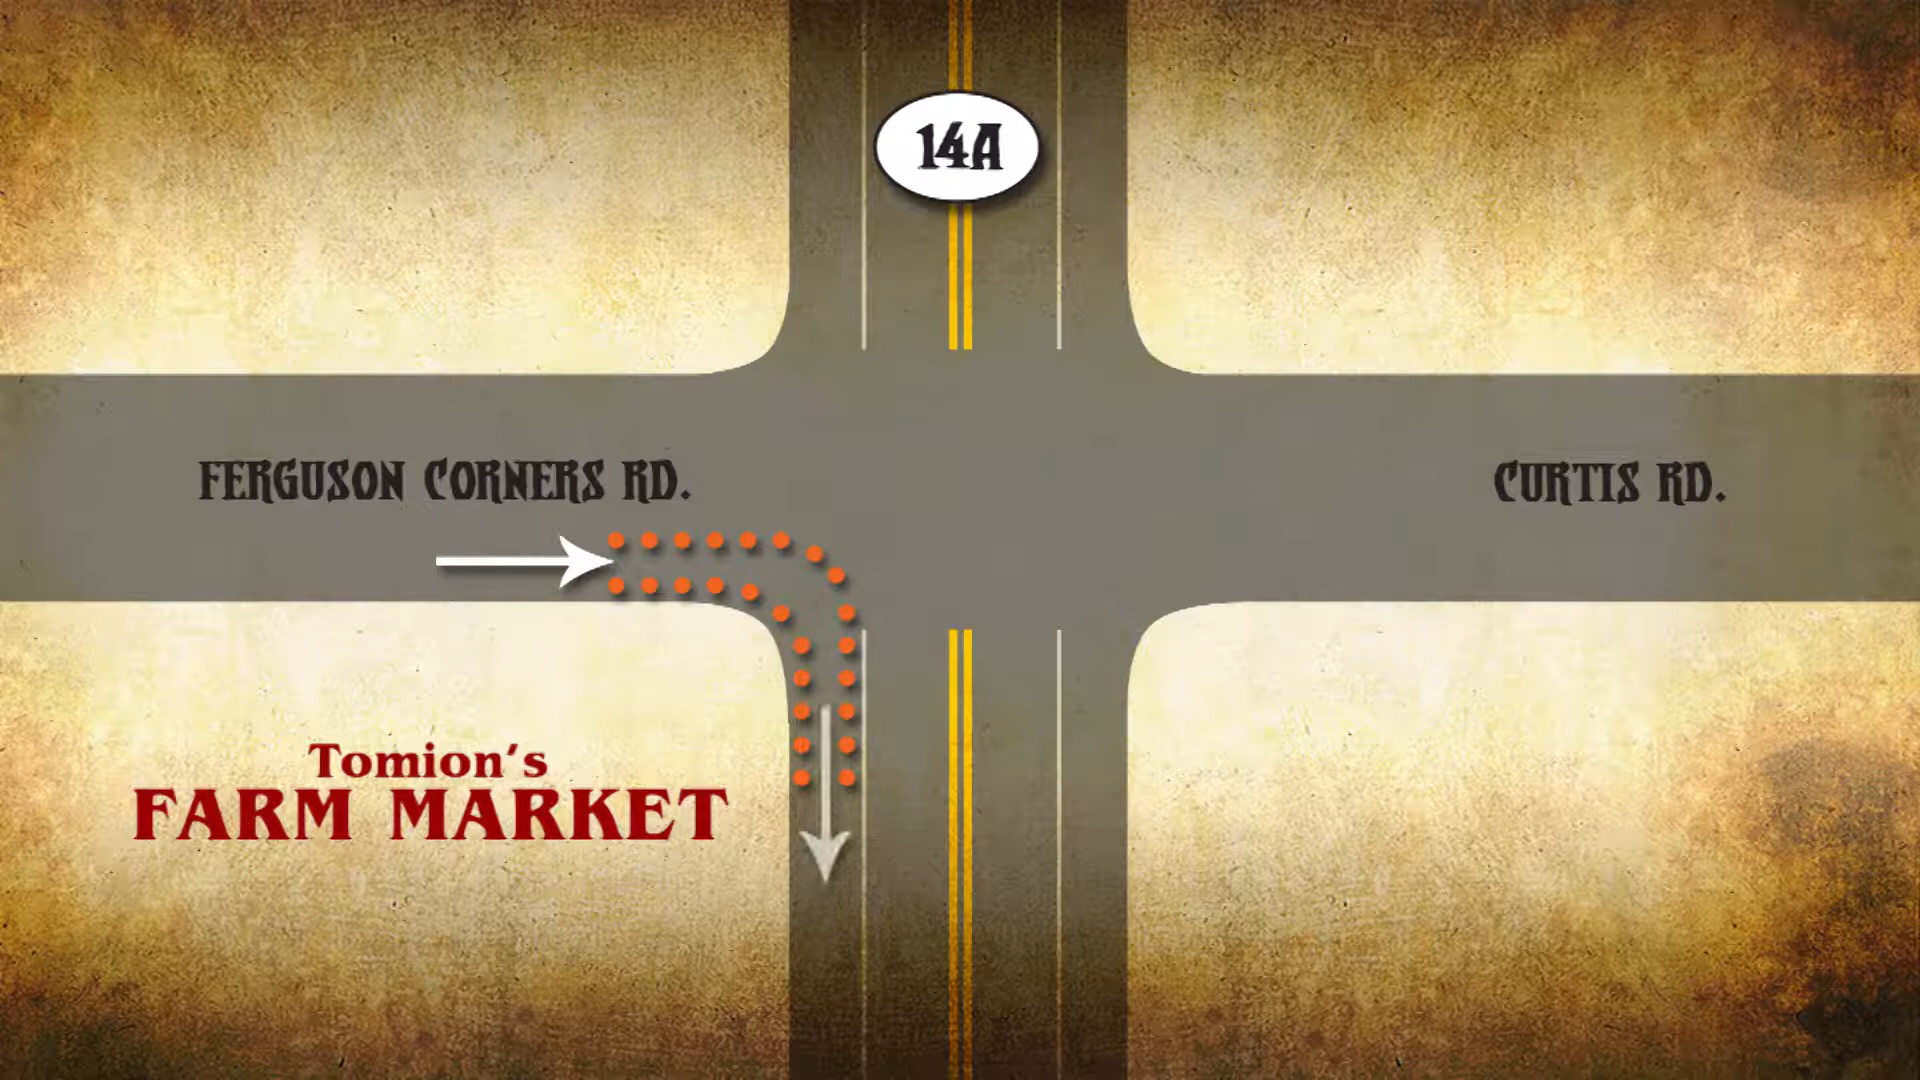 14A
FERGUSON CORNERS RD.
CURTIS RD.
Tomion's
FARM MARKET